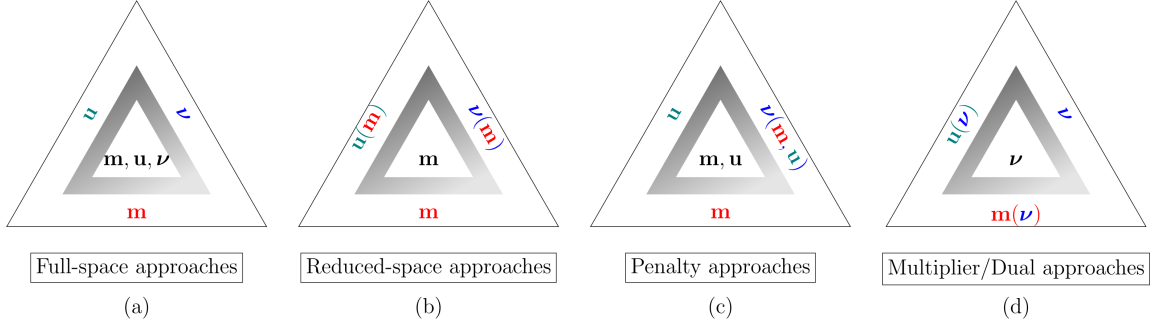 u
ν
m, u, ν
m
Full-space approaches
(a)
u(m)
ν(m)
m
m
Reduced-space approaches
(b)
u
ν(m,u)
m, u
m
Penalty approaches
(c)
u(ν)
ν
ν
m(ν)
Multiplier/Dual approaches
(d)